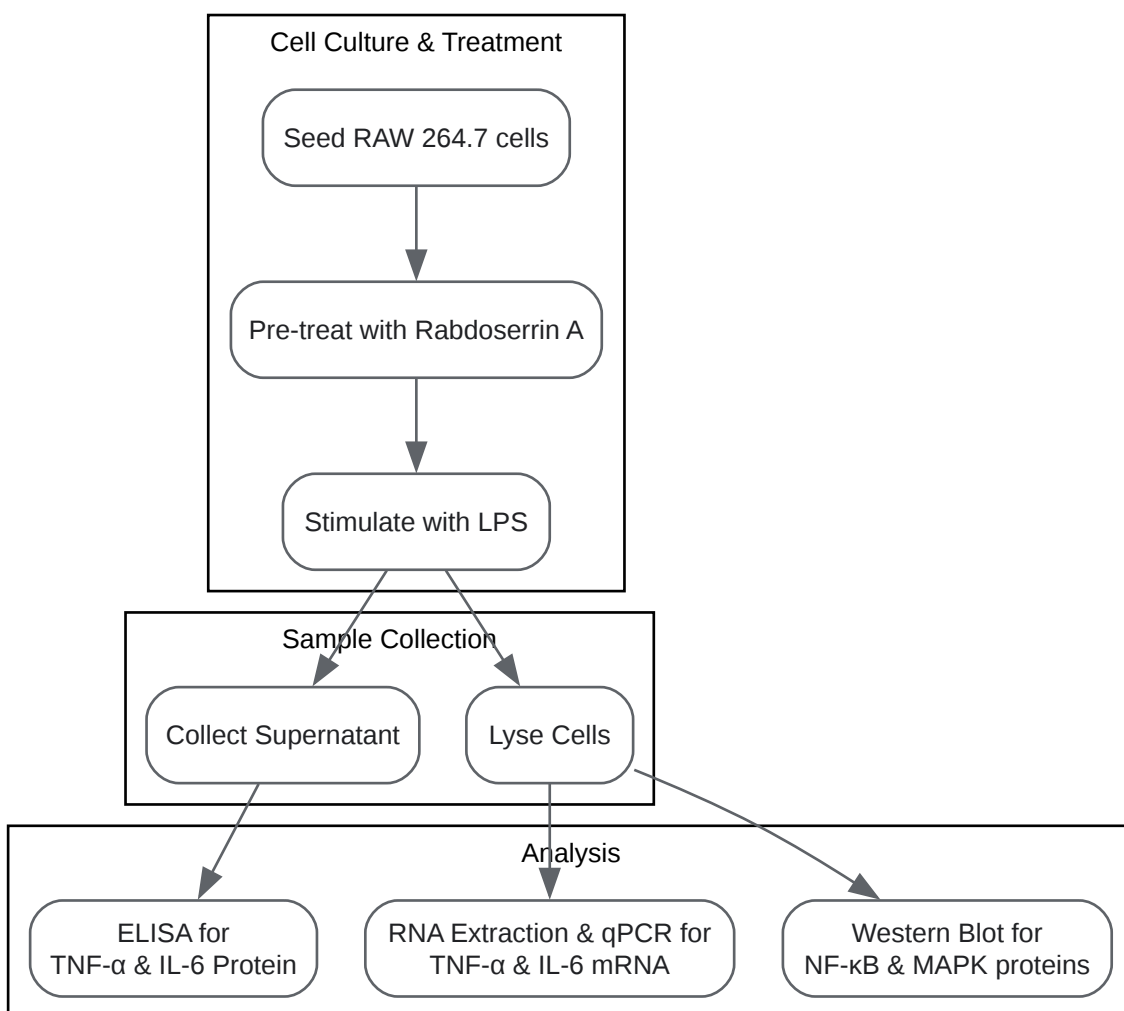 Cell Culture & Treatment
Seed RAW 264.7 cells
Pre-treat with Rabdoserrin A
Stimulate with LPS
Sample Collection
Collect Supernatant
Lyse Cells
Analysis
ELISA for
TNF-α & IL-6 Protein
RNA Extraction & qPCR for
TNF-α & IL-6 mRNA
Western Blot for
NF-κB & MAPK proteins